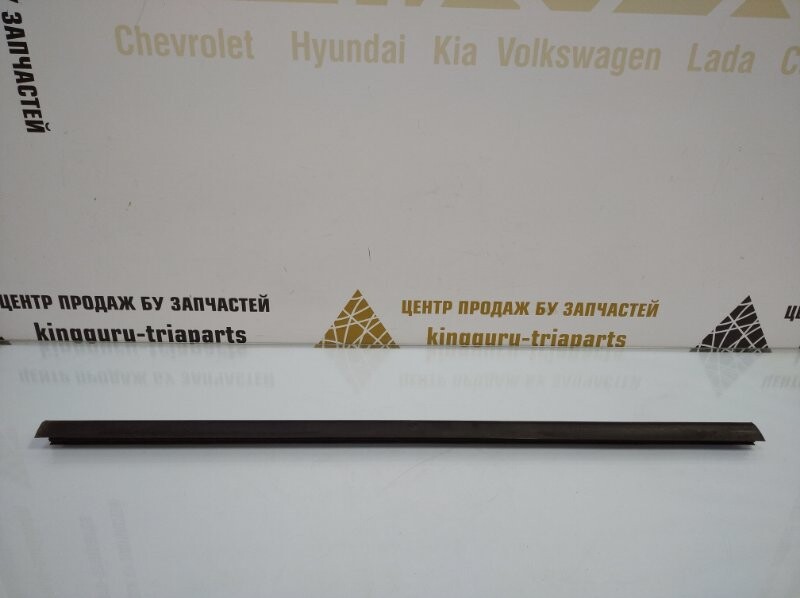 Chevrolet Hyundai Kia Volkswagen Lada
ЗАПЧАСТЕЙ
ЦЕНТР ПРОДАЖ БУ ЗАПЧАСТЕЙ
kingguru-triaparts
ЦЕНТР ПРОДАЖ БУ ЗАПЧАСТЕЙ
kingguru-triaparts